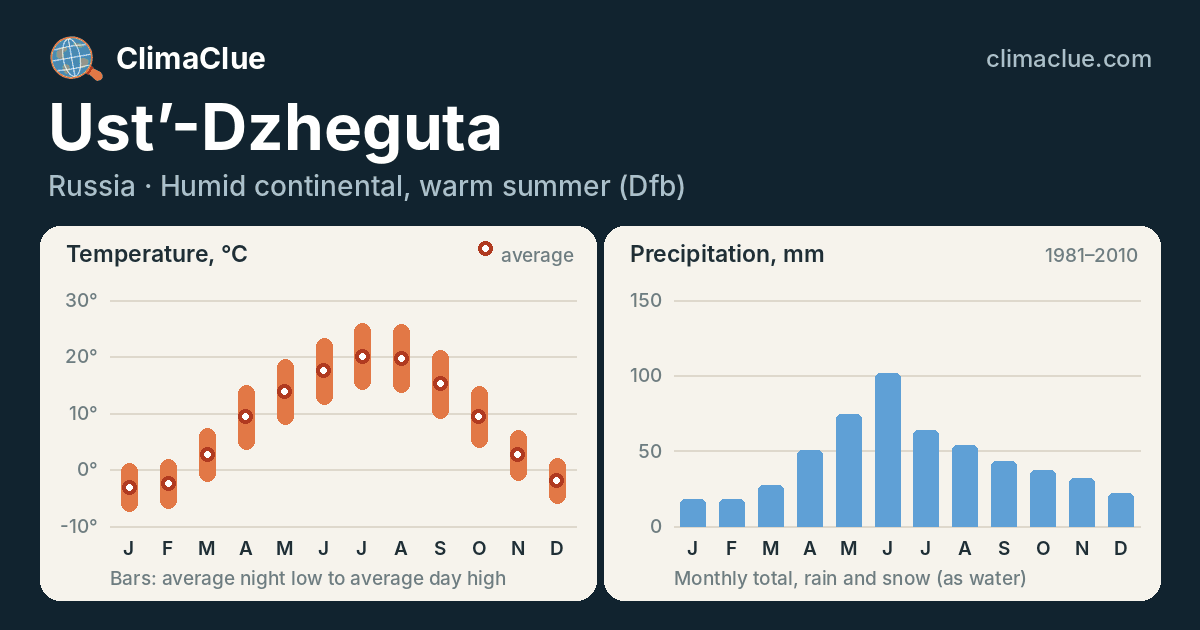 ClimaClue
climaclue.com
Ust’-Dzheguta
Russia · Humid continental, warm summer (Dfb)
Temperature, °C
average
30°
20°
10°
0°
-10°
J F M A M J J A S O N D
Bars: average night low to average day high
Precipitation, mm
1981–2010
150
100
50
0
J F M A M J J A S O N D
Monthly total, rain and snow (as water)